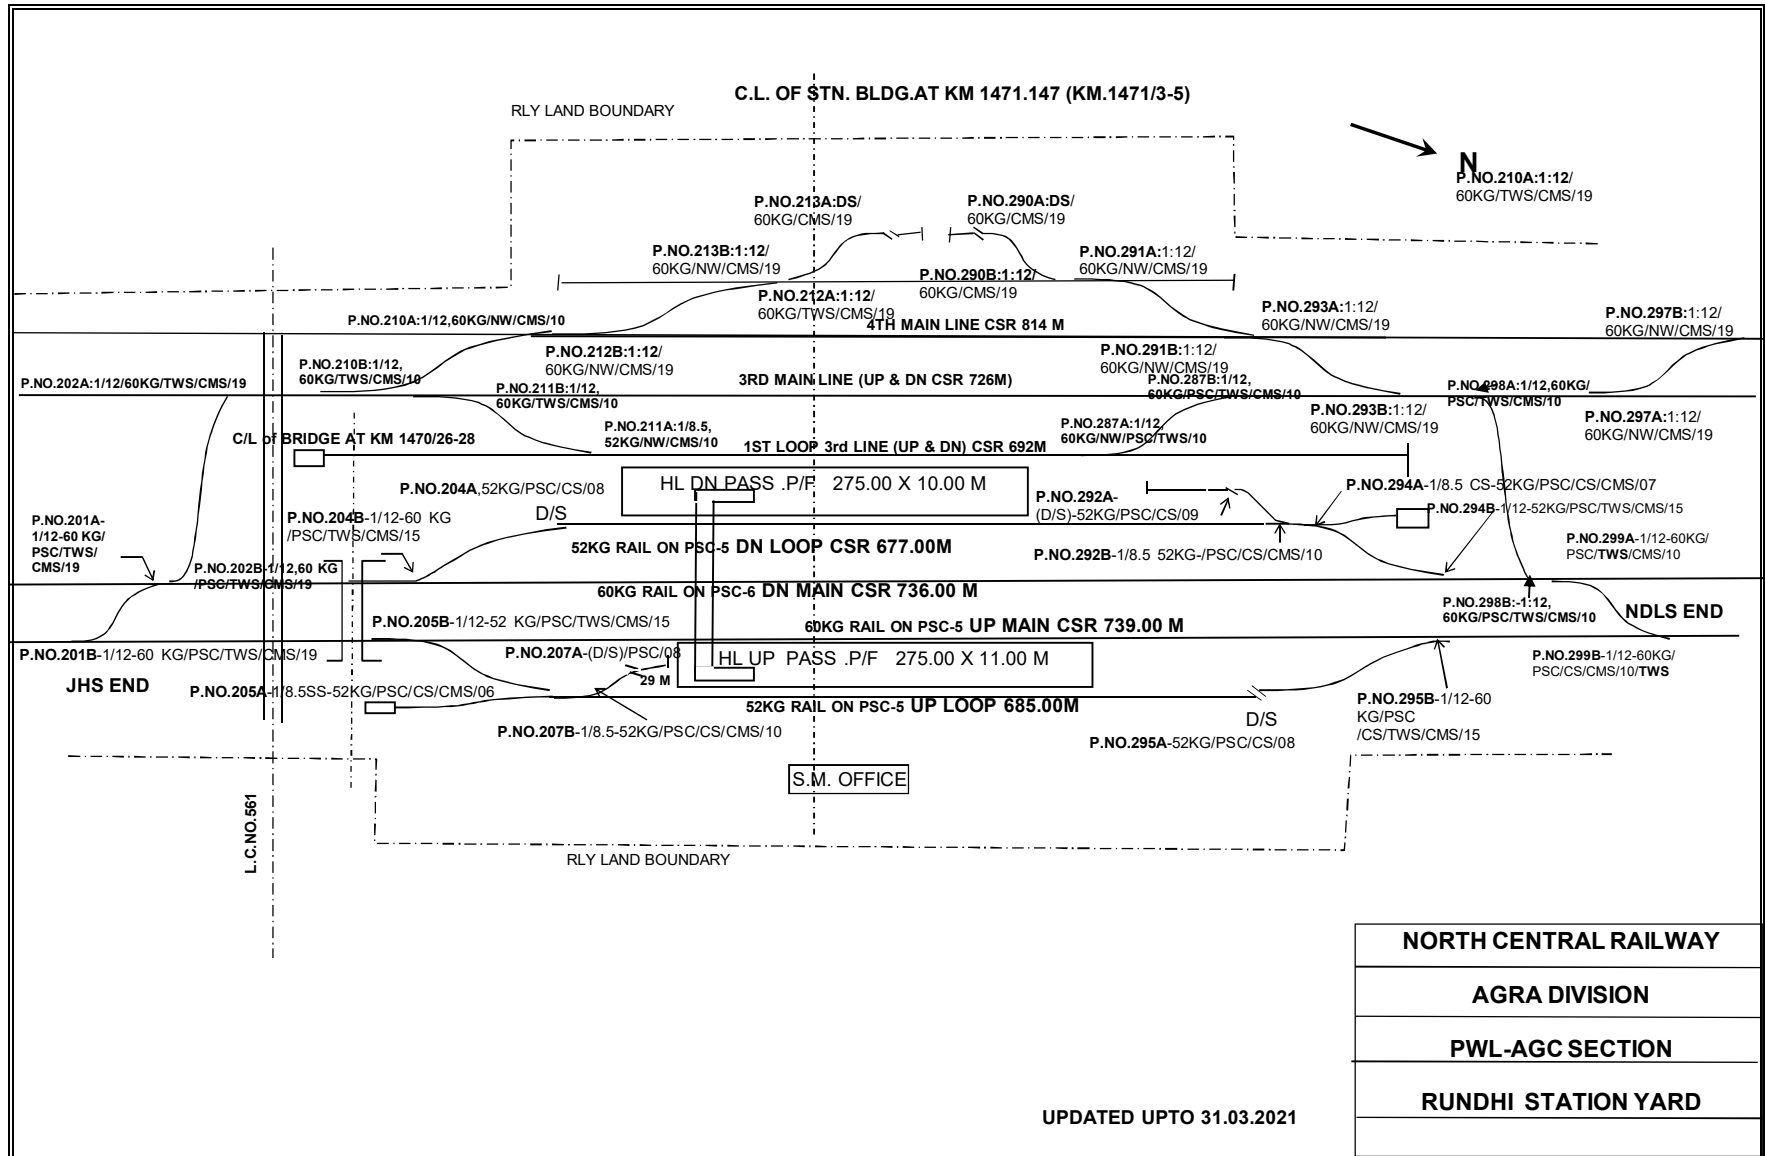 C.L. OF STN. BLDG.AT KM 1471.147 (KM.1471/3-5)
RLY LAND BOUNDARY
N
P.NO.210A:1:12/
60KG/TWS/CMS/19
P.NO.213A:DS/
60KG/CMS/19
P.NO.290A:DS/
60KG/CMS/19
P.NO.213B:1:12/
60KG/NW/CMS/19
P.NO.290B:1:12/
60KG/CMS/19
P.NO.291A:1:12/
60KG/NW/CMS/19
P.NO.212A:1:12/
60KG/TWS/CMS/19
P.NO.293A:1:12/
60KG/NW/CMS/19
P.NO.297B:1:12/
60KG/NW/CMS/19
P.NO.210A:1/12,60KG/NW/CMS/10
4TH MAIN LINE CSR 814 M
P.NO.210B:1/12,
60KG/TWS/CMS/10
P.NO.212B:1:12/
60KG/NW/CMS/19
P.NO.291B:1:12/
60KG/NW/CMS/19
P.NO.202A:1/12/60KG/TWS/CMS/19
P.NO.211B:1/12,
60KG/TWS/CMS/10
3RD MAIN LINE (UP & DN CSR 726M)
P.NO.287B:1/12,
60KG/PSC/TWS/CMS/10
P.NO.298A:1/12,60KG/
PSC/TWS/CMS/10
C/L of BRIDGE AT KM 1470/26-28
P.NO.211A:1/8.5,
52KG/NW/CMS/10
1ST LOOP 3rd LINE (UP & DN) CSR 692M
P.NO.287A:1/12,
60KG/NW/PSC/TWS/10
P.NO.293B:1:12/
60KG/NW/CMS/19
P.NO.297A:1:12/
60KG/NW/CMS/19
P.NO.204A,52KG/PSC/CS/08
HL DN PASS .P/F 275.00 X 10.00 M
P.NO.292A-
(D/S)-52KG/PSC/CS/09
P.NO.294A-1/8.5 CS-52KG/PSC/CS/CMS/07
P.NO.294B-1/12-52KG/PSC/TWS/CMS/15
P.NO.201A-
1/12-60 KG/
PSC/TWS/
CMS/19
P.NO.204B-1/12-60 KG
/PSC/TWS/CMS/15
D/S
52KG RAIL ON PSC-5 DN LOOP CSR 677.00M
P.NO.292B-1/8.5 52KG-/PSC/CS/CMS/10
P.NO.299A-1/12-60KG/
PSC/TWS/CMS/10
P.NO.202B-1/12,60 KG
/PSC/TWS/CMS/19
60KG RAIL ON PSC-6 DN MAIN CSR 736.00 M
P.NO.298B:-1:12,
60KG/PSC/TWS/CMS/10
NDLS END
P.NO.205B-1/12-52 KG/PSC/TWS/CMS/15
60KG RAIL ON PSC-5 UP MAIN CSR 739.00 M
P.NO.201B-1/12-60 KG/PSC/TWS/CMS/19
P.NO.207A-(D/S)/PSC/08
29 M
HL UP PASS .P/F 275.00 X 11.00 M
P.NO.299B-1/12-60KG/
PSC/CS/CMS/10/TWS
JHS END
P.NO.205A-1/8.5SS-52KG/PSC/CS/CMS/06
52KG RAIL ON PSC-5 UP LOOP 685.00M
P.NO.295B-1/12-60
KG/PSC
/CS/TWS/CMS/15
P.NO.207B-1/8.5-52KG/PSC/CS/CMS/10
D/S
P.NO.295A-52KG/PSC/CS/08
S.M. OFFICE
L.C.NO.561
RLY LAND BOUNDARY
NORTH CENTRAL RAILWAY
AGRA DIVISION
PWL-AGC SECTION
RUNDHI STATION YARD
UPDATED UPTO 31.03.2021